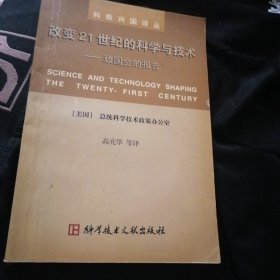 科教兴国译丛
改变21世纪的科学与技术
——致国会的报告
SCIENCE AND TECHNOLOGY SHAPING
THE TWENTY-FIRST CENTURY
[美国] 总统科学技术政策办公室
高亮华 等译
科学技术文献出版社